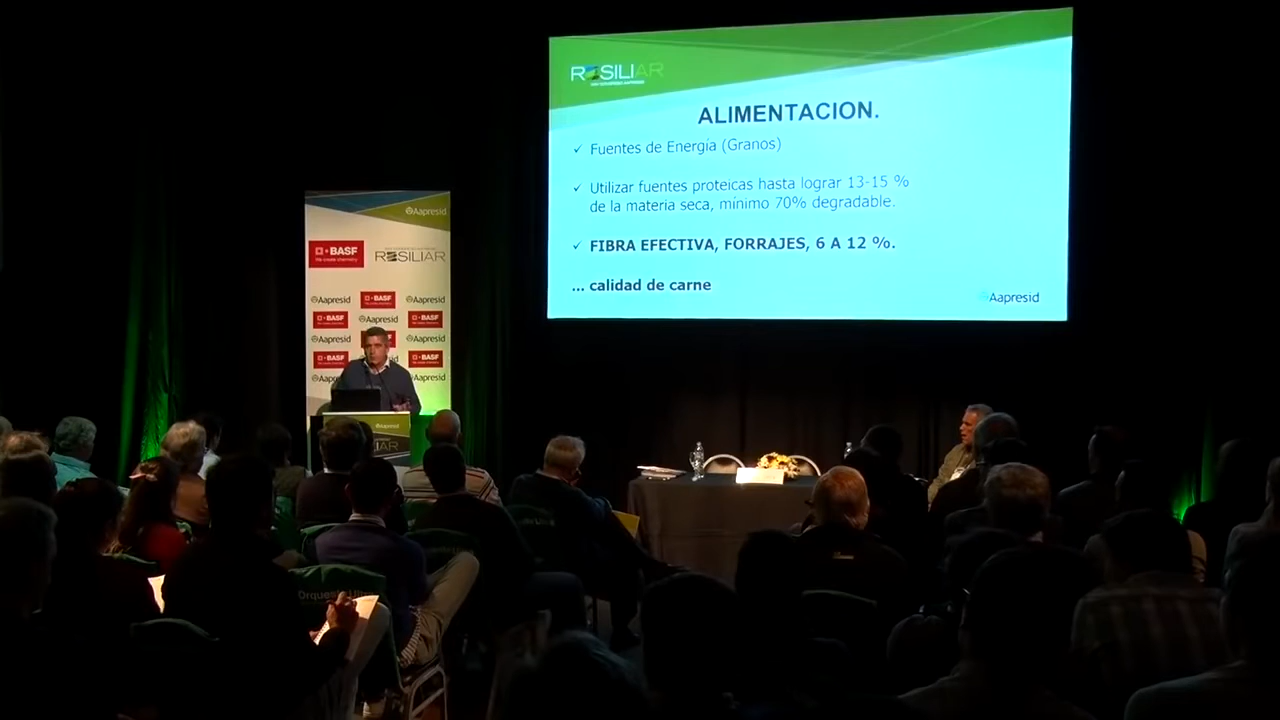 RESILIAR
ALIMENTACION.
✓ Fuentes de Energía (Granos)
✓ Utilizar fuentes proteicas hasta lograr 13-15 %
de la materia seca, mínimo 70% degradable.
✓ FIBRA EFECTIVA, FORRAJES, 6 A 12 %.
... calidad de carne
Aapresid
Aapresid
BASF
We create chemistry
RESILIAR
Aapresid BASF Aapresid
BASF Aapresid BASF
Aapresid Aapresid
BASF BASF
Aapresid
Aapresid